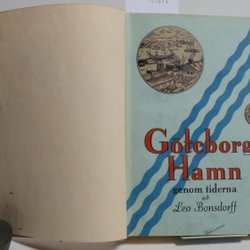 Göteborgs
Hamn
genom tiderna
av
Leo Bonsdorff